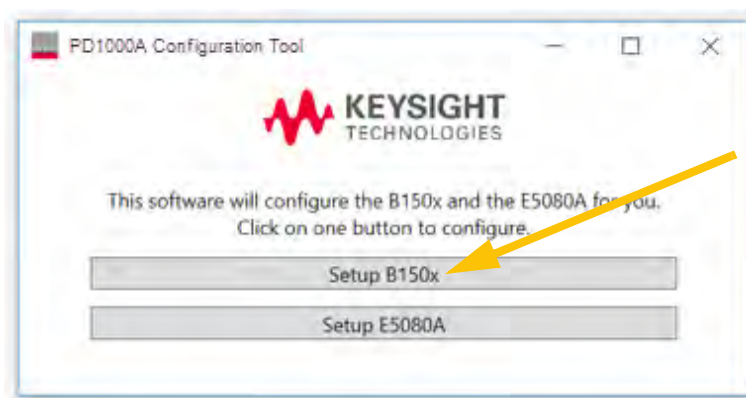 PD1000A Configuration Tool
KEYSIGHT
TECHNOLOGIES
This software will configure the B150x and the E5080A for you.
Click on one button to configure.
Setup B150x
Setup E5080A